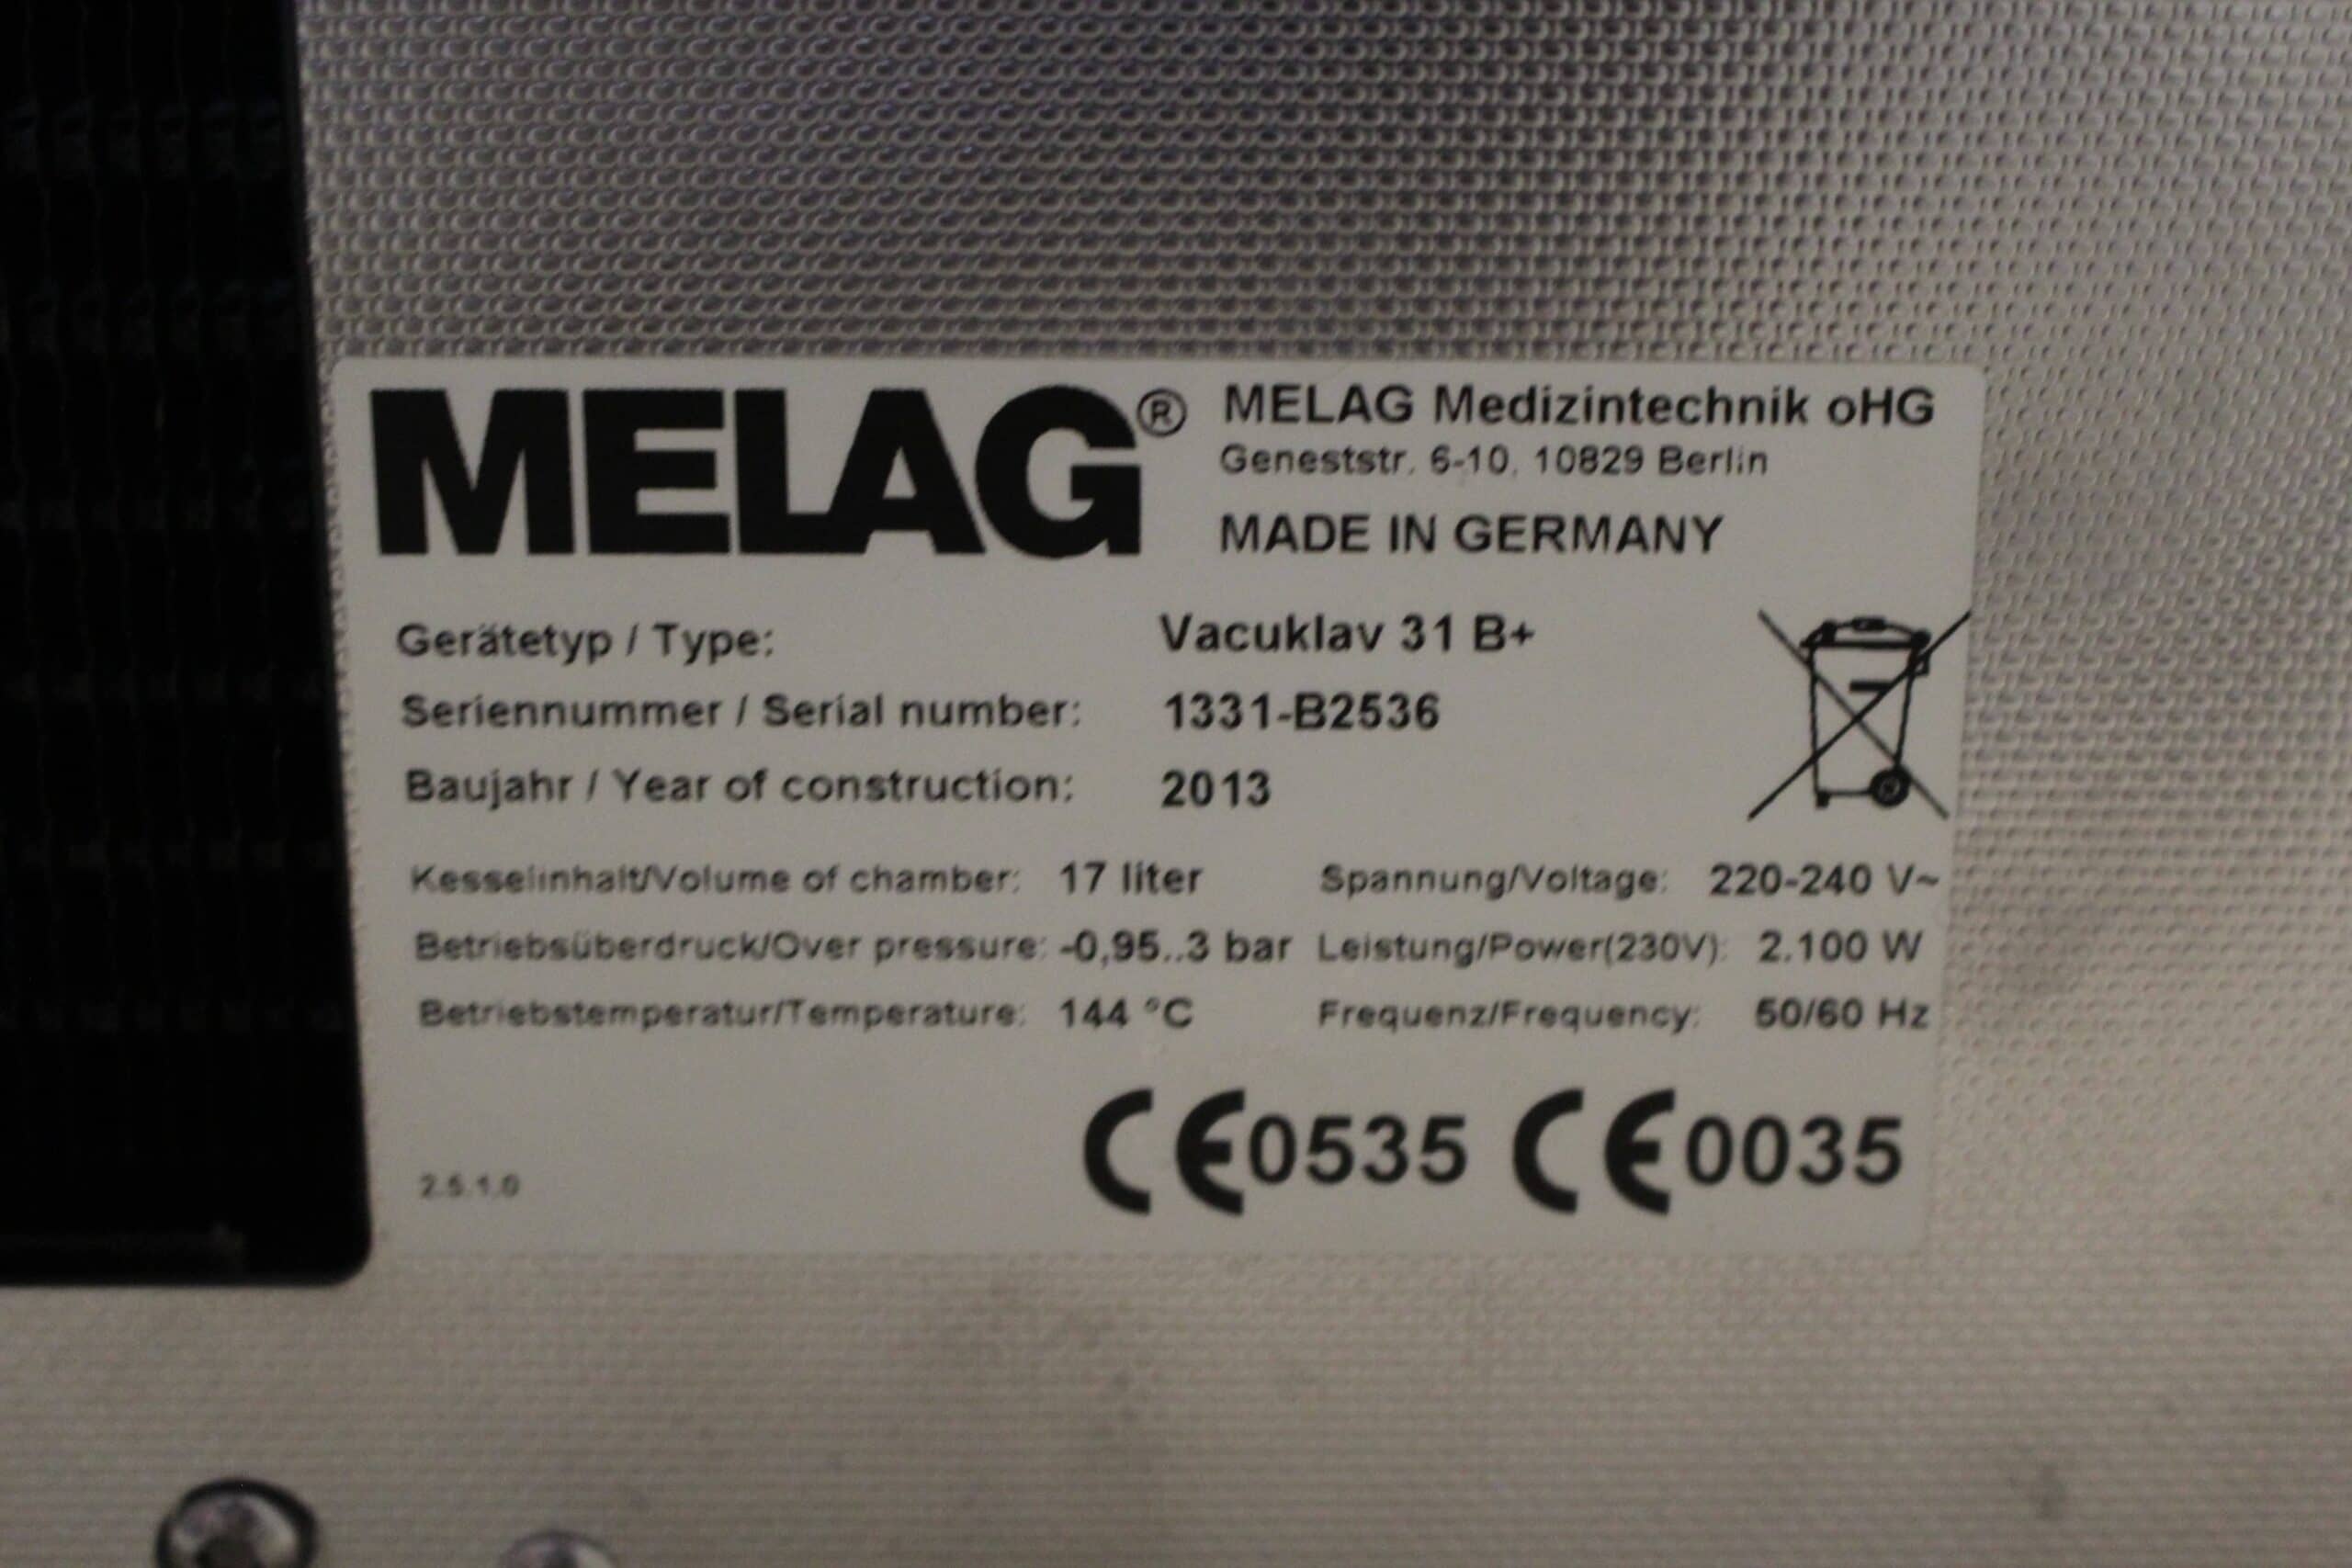 MELAG® MELAG Medizintechnik oHG
Geneststr. 6-10, 10829 Berlin
MADE IN GERMANY
Gerätetyp / Type: Vacuklav 31 B+
Seriennummer / Serial number: 1331-B2536
Baujahr / Year of construction: 2013
Kesselinhalt/Volume of chamber: 17 liter Spannung/Voltage: 220-240 V~
Betriebsüberdruck/Over pressure: -0,95..3 bar Leistung/Power(230V): 2.100 W
Betriebstemperatur/Temperature: 144 °C Frequenz/Frequency: 50/60 Hz
CE0535 CE0035
2.5.1.0